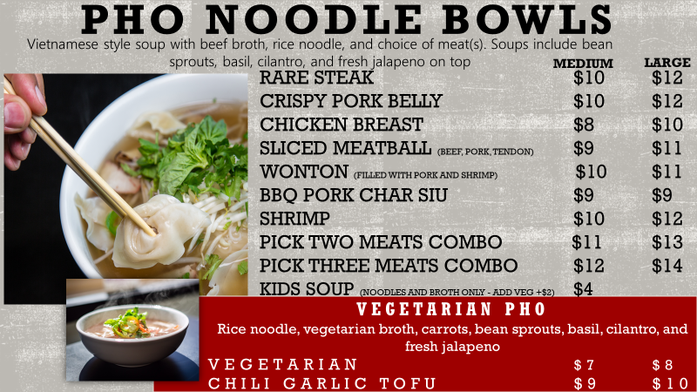 PHO NOODLE BOWLS
Vietnamese style soup with beef broth, rice noodle, and choice of meat(s). Soups include bean
sprouts, basil, cilantro, and fresh jalapeno on top
MEDIUM LARGE
RARE STEAK $10 $12
CRISPY PORK BELLY $10 $12
CHICKEN BREAST $8 $10
SLICED MEATBALL (BEEF, PORK, TENDON) $9 $11
WONTON (FILLED WITH PORK AND SHRIMP) $10 $11
BBQ PORK CHAR SIU $9 $9
SHRIMP $10 $12
PICK TWO MEATS COMBO $11 $13
PICK THREE MEATS COMBO $12 $14
KIDS SOUP (NOODLES AND BROTH ONLY - ADD VEG +$2) $4
VEGETARIAN PHO
Rice noodle, vegetarian broth, carrots, bean sprouts, basil, cilantro, and
fresh jalapeno
VEGETARIAN $7 $8
CHILI GARLIC TOFU $9 $10